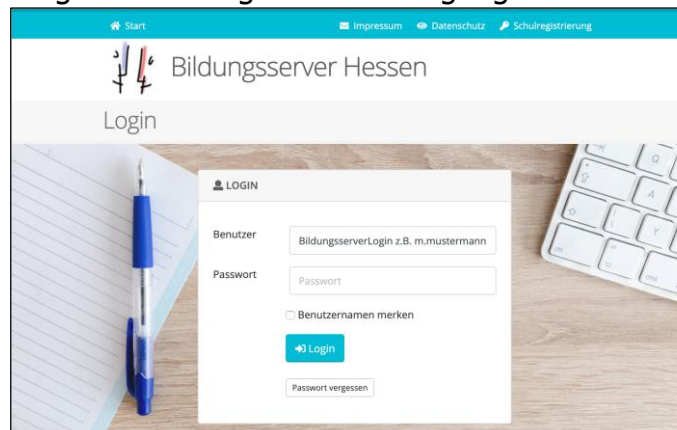 Start Impressum Datenschutz Schulregistrierung
Bildungsserver Hessen
Login
LOGIN
Benutzer BildungsserverLogin z.B. m.mustermann
Passwort Passwort
Benutzernamen merken
Login
Passwort vergessen